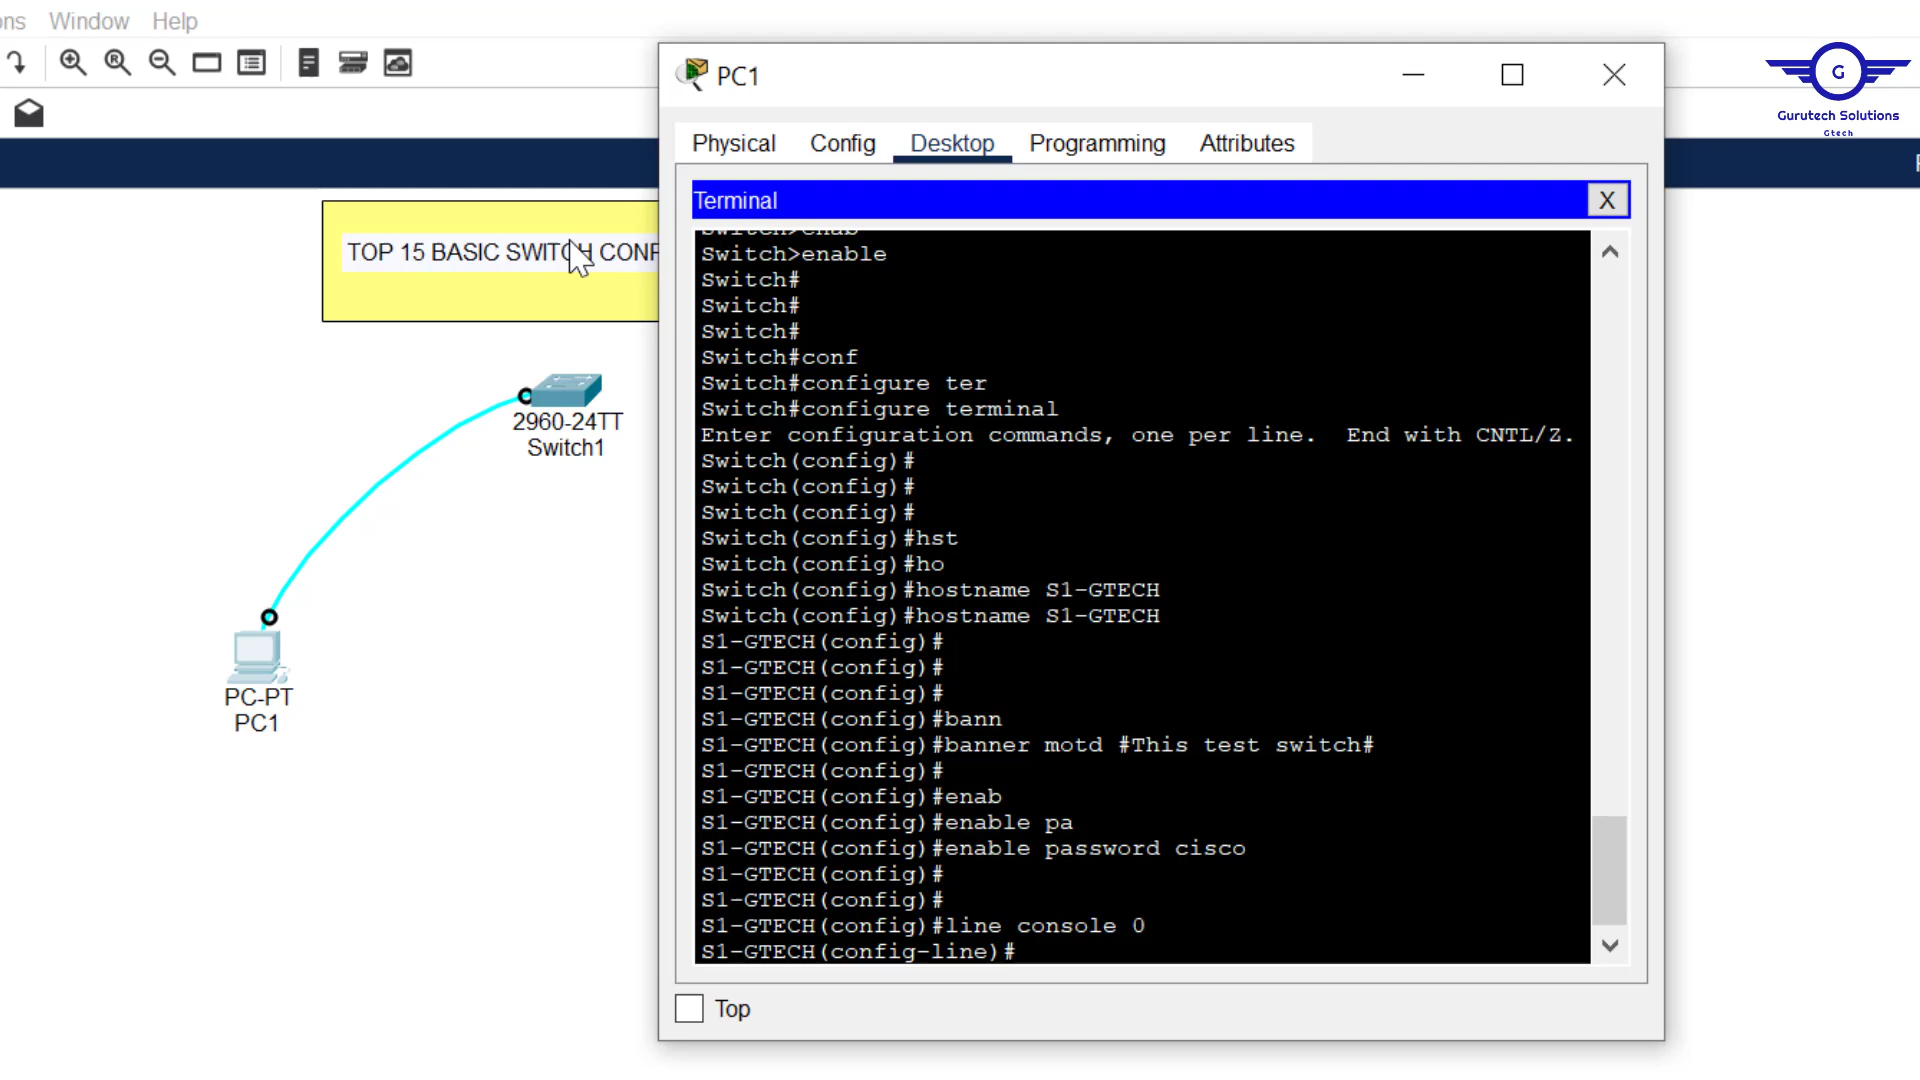 ons Window Help
PC1
G
Gurutech Solutions
Gtech
Physical Config Desktop Programming Attributes
Terminal
X
Switch>enab
Switch>enable
Switch#
Switch#
Switch#
Switch#conf
Switch#configure ter
Switch#configure terminal
Enter configuration commands, one per line.  End with CNTL/Z.
Switch(config)#
Switch(config)#
Switch(config)#
Switch(config)#hst
Switch(config)#ho
Switch(config)#hostname S1-GTECH
Switch(config)#hostname S1-GTECH
S1-GTECH(config)#
S1-GTECH(config)#
S1-GTECH(config)#
S1-GTECH(config)#bann
S1-GTECH(config)#banner motd #This test switch#
S1-GTECH(config)#
S1-GTECH(config)#enab
S1-GTECH(config)#enable pa
S1-GTECH(config)#enable password cisco
S1-GTECH(config)#
S1-GTECH(config)#
S1-GTECH(config)#line console 0
S1-GTECH(config-line)#
Top
TOP 15 BASIC SWITCH CONF
2960-24TT
Switch1
PC-PT
PC1